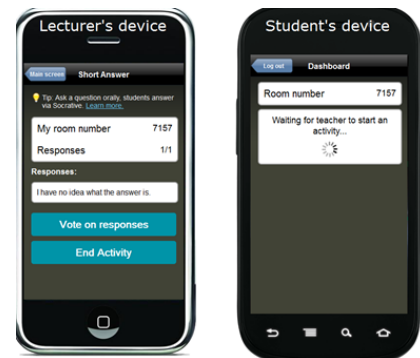 Lecturer's device
Main screen
Short Answer
Tip: Ask a question orally, students answer
via Socrative. Learn more.
My room number 7157
Responses 1/1
Responses:
I have no idea what the answer is.
Vote on responses
End Activity
Student's device
Log out
Dashboard
Room number 7157
Waiting for teacher to start an
activity...